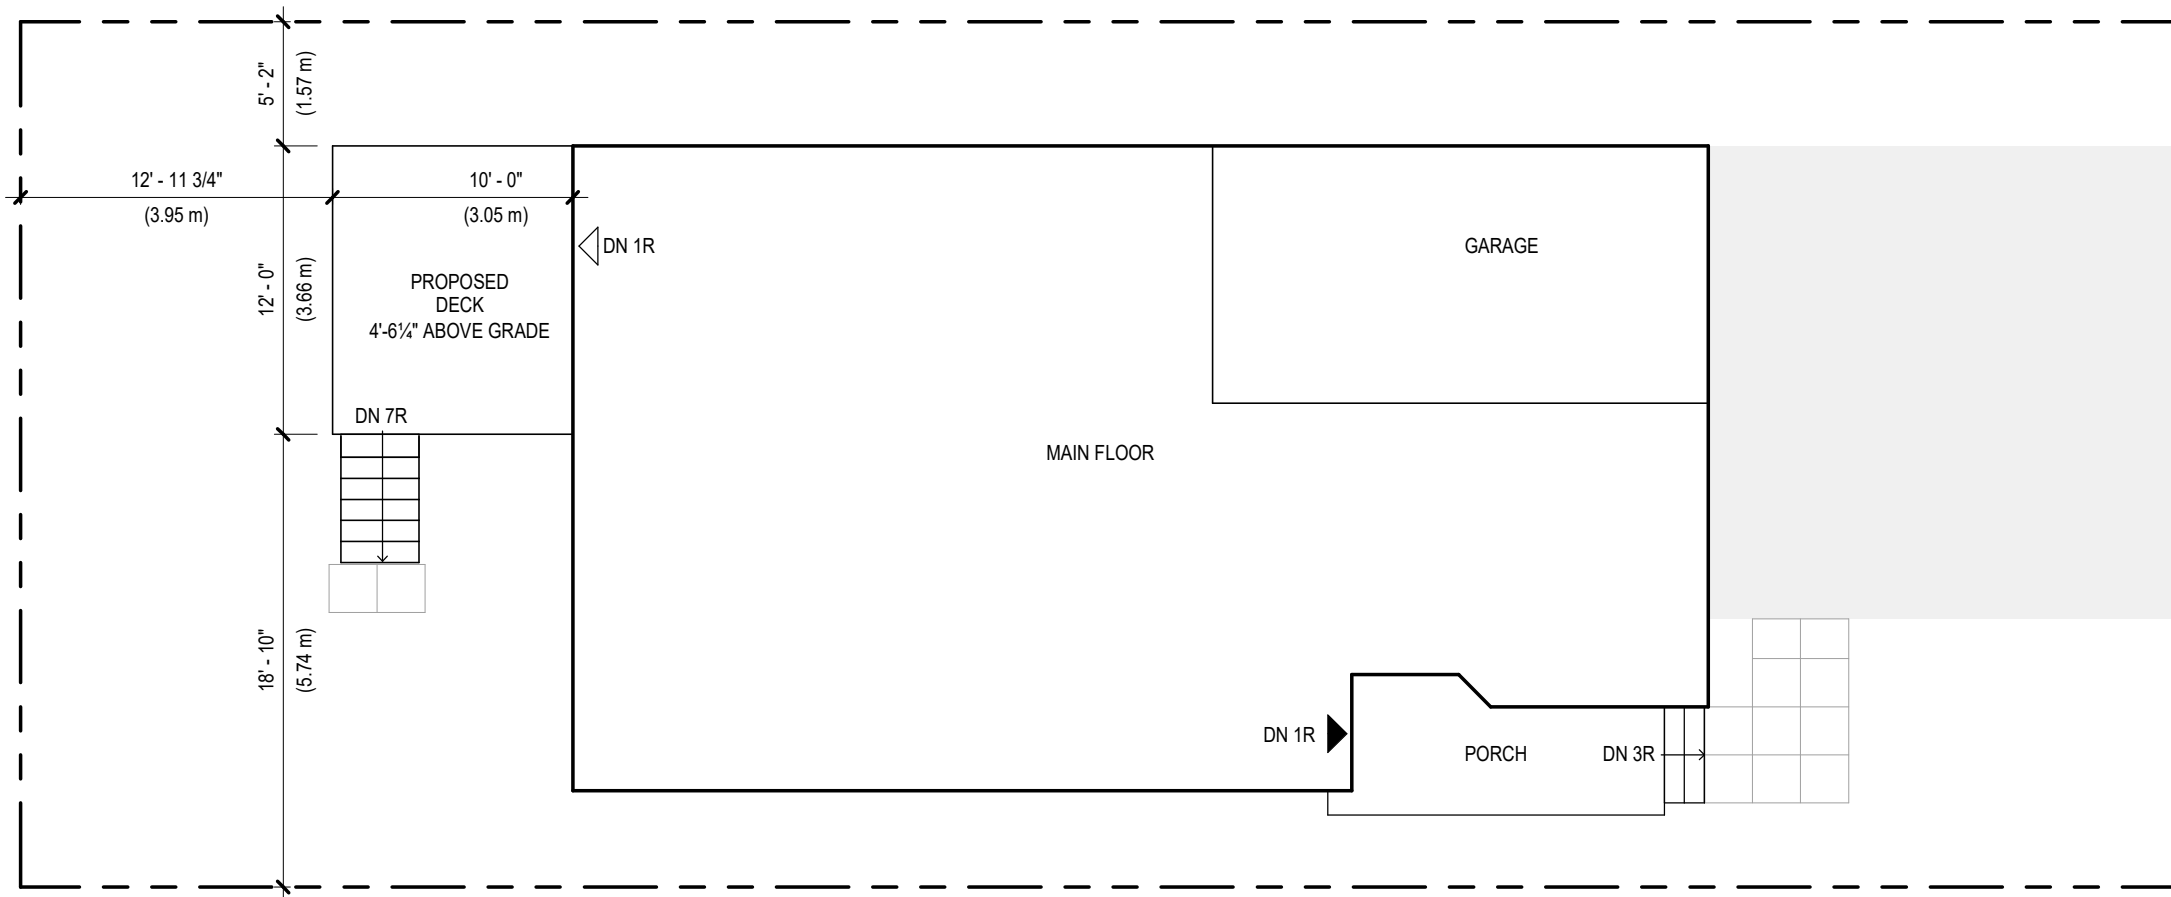 5' - 2"
(1.57 m)
12' - 11 3/4"
(3.95 m)
10' - 0"
(3.05 m)
DN 1R
GARAGE
12' - 0"
(3.66 m)
PROPOSED
DECK
4'-6¼" ABOVE GRADE
DN 7R
MAIN FLOOR
18' - 10"
(5.74 m)
DN 1R
PORCH
DN 3R